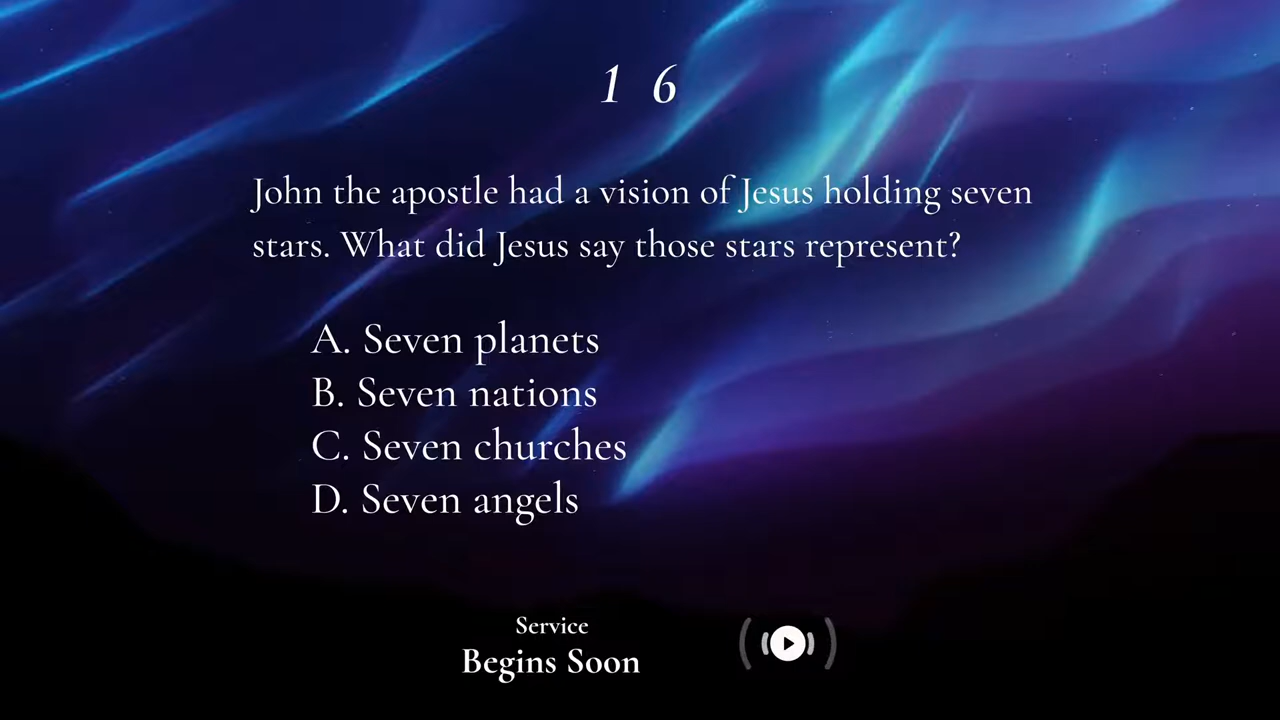 1 6
John the apostle had a vision of Jesus holding seven
stars. What did Jesus say those stars represent?
A. Seven planets
B. Seven nations
C. Seven churches
D. Seven angels
Service
Begins Soon